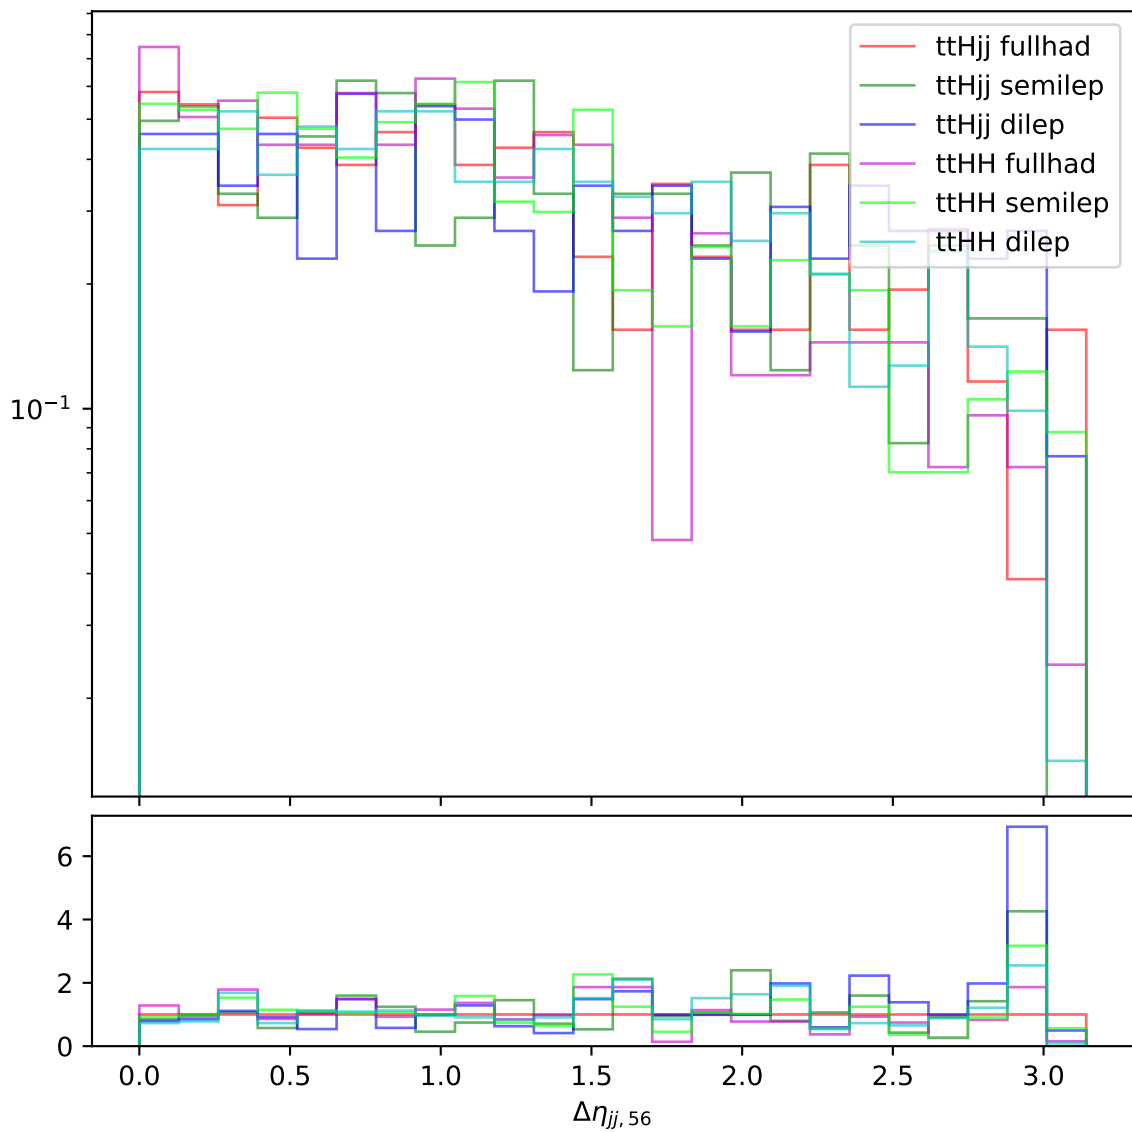 ttHjj fullhad
ttHjj semilep
ttHjj dilep
ttHH fullhad
ttHH semilep
ttHH dilep
10⁻¹
6
4
2
0
0.0 0.5 1.0 1.5 2.0 2.5 3.0
Δη_{jj, 56}